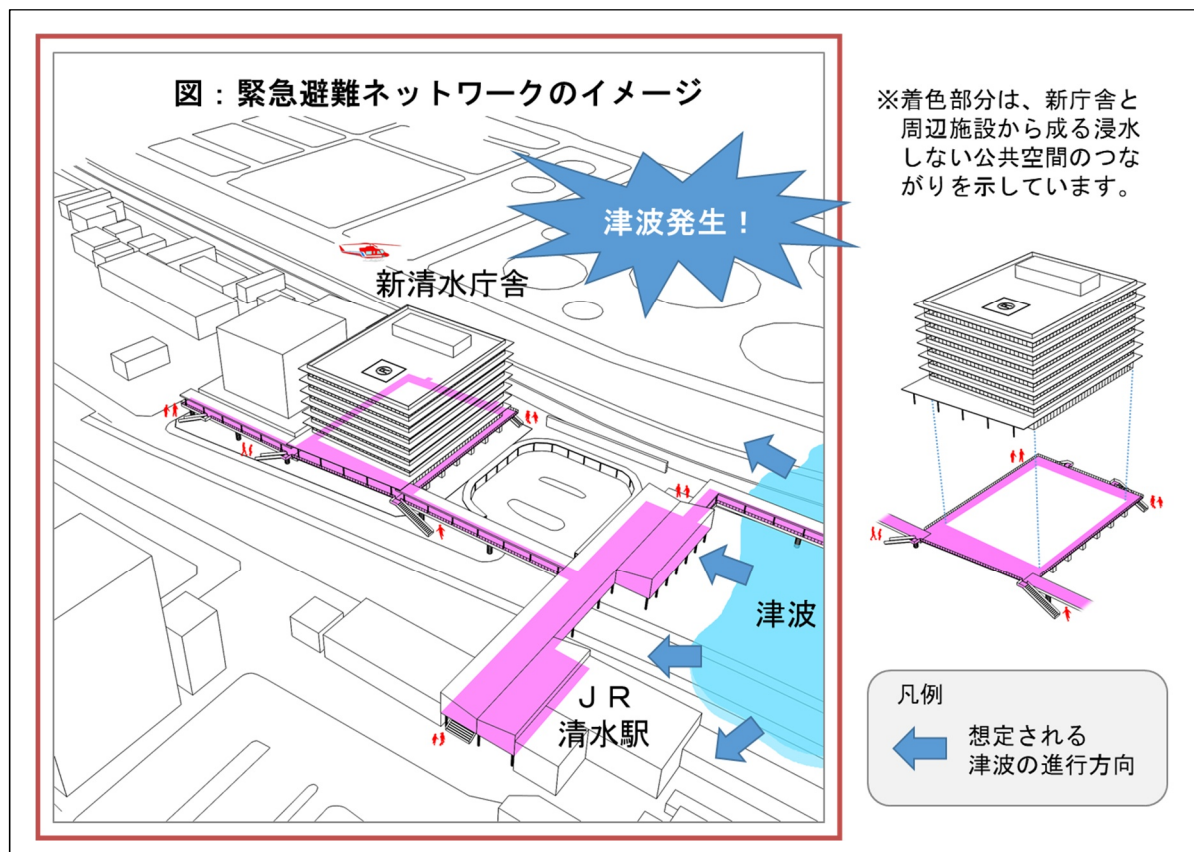 図：緊急避難ネットワークのイメージ
津波発生！
新清水庁舎
津波
ＪＲ
清水駅
※着色部分は、新庁舎と
周辺施設から成る浸水
しない公共空間のつな
がりを示しています。
凡例
想定される
津波の進行方向